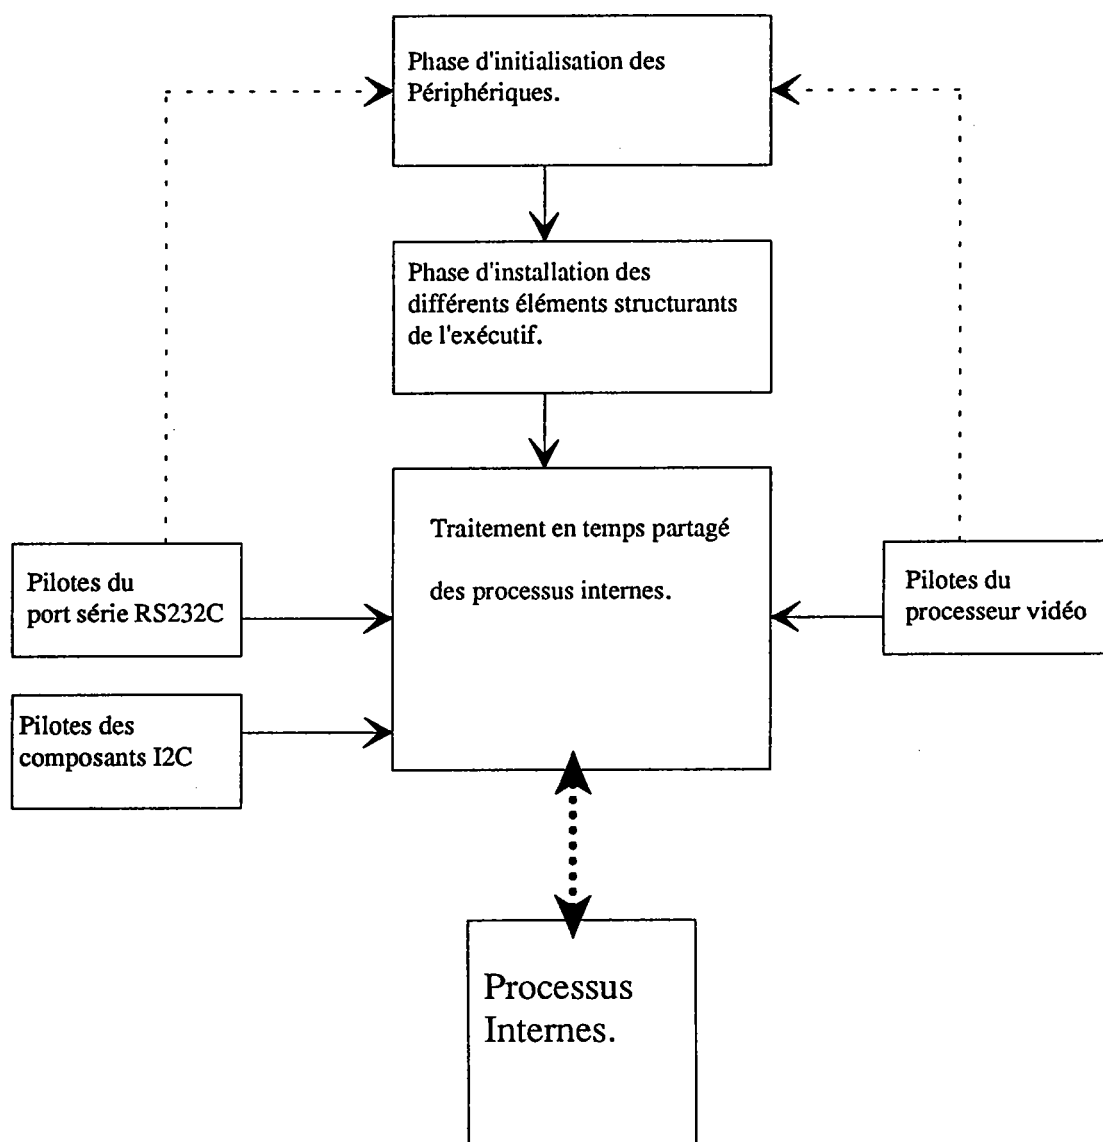 Phase d'initialisation des
Périphériques.
Phase d'installation des
différents éléments structurants
de l'exécutif.
Traitement en temps partagé
des processus internes.
Pilotes du
port série RS232C
Pilotes du
processeur vidéo
Pilotes des
composants I2C
Processus
Internes.